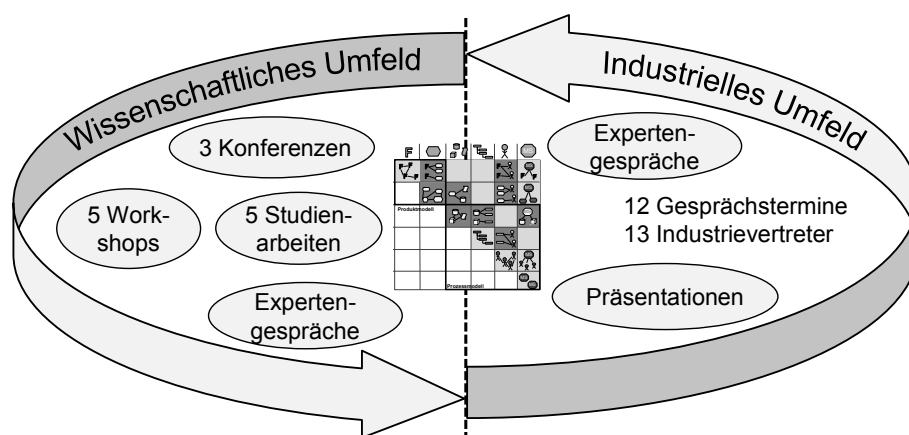 Wissenschaftliches Umfeld
Industrielles Umfeld
3 Konferenzen
5 Work-
shops
5 Studien-
arbeiten
Experten-
gespräche
F
Produktmodell
Prozessmodell
Experten-
gespräche
12 Gesprächstermine
13 Industrievertreter
Präsentationen